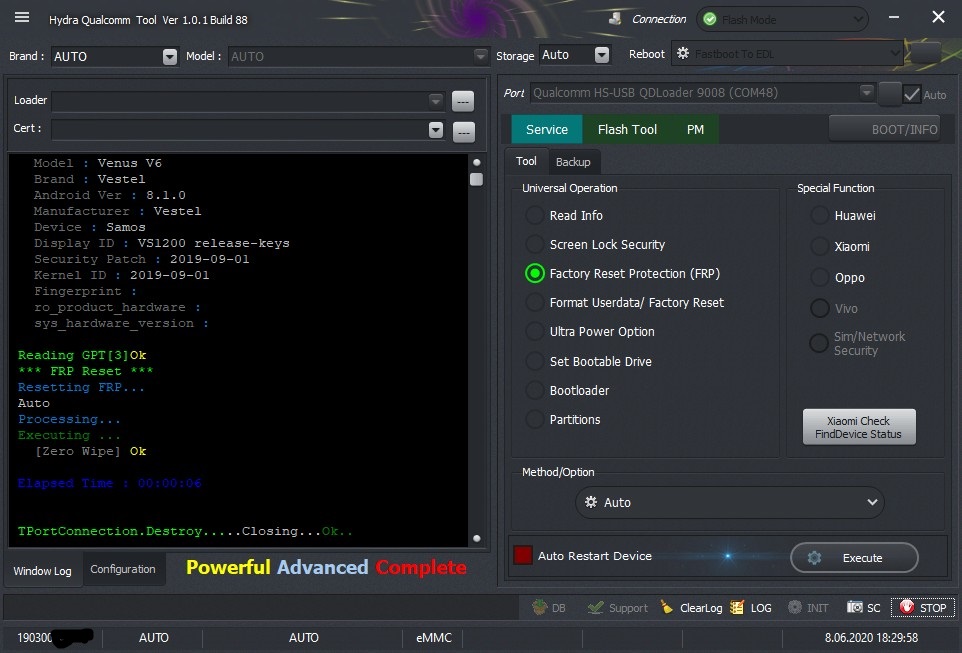 Hydra Qualcomm Tool Ver 1.0.1 Build 88
Connection
Flash Mode
Brand : AUTO
Model : AUTO
Storage Auto
Reboot Fastboot To EDL
Loader
Cert :
Port Qualcomm HS-USB QDLoader 9008 (COM48)
Auto
Service
Flash Tool
PM
BOOT/INFO
Tool
Backup
Model : Venus V6
Brand : Vestel
Android Ver : 8.1.0
Manufacturer : Vestel
Device : Samos
Display ID : VS1200 release-keys
Security Patch : 2019-09-01
Kernel ID : 2019-09-01
Fingerprint :
ro_product_hardware :
sys_hardware_version :
Reading GPT[3]Ok
*** FRP Reset ***
Resetting FRP...
Auto
Processing...
Executing ...
[Zero Wipe] Ok
Elapsed Time : 00:00:06
TPortConnection.Destroy.....Closing...Ok..
Universal Operation
Read Info
Screen Lock Security
Factory Reset Protection (FRP)
Format Userdata/ Factory Reset
Ultra Power Option
Set Bootable Drive
Bootloader
Partitions
Special Function
Huawei
Xiaomi
Oppo
Vivo
Sim/Network
Security
Xiaomi Check
FindDevice Status
Method/Option
Auto
Auto Restart Device
Execute
Window Log
Configuration
Powerful Advanced Complete
DB
Support
ClearLog
LOG
INIT
SC
STOP
190300
AUTO
AUTO
eMMC
8.06.2020 18:29:58